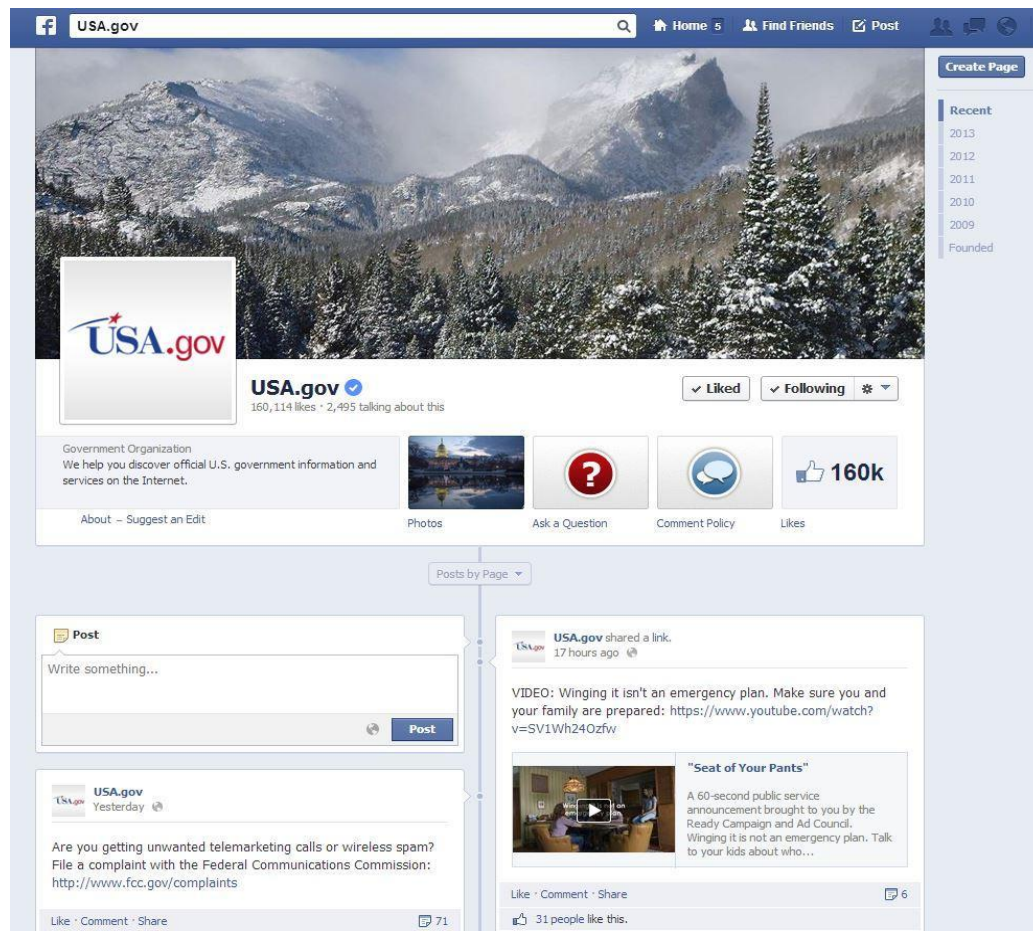 USA.gov
Home 5
Find Friends
Post
Create Page
Recent
2013
2012
2011
2010
2009
Founded
USA.gov
USA.gov
160,114 likes · 2,495 talking about this
Liked
Following
Government Organization
We help you discover official U.S. government information and
services on the Internet.
About – Suggest an Edit
Photos
Ask a Question
Comment Policy
160k
Likes
Posts by Page
Post
Write something...
Post
USA.gov
USA.gov
Yesterday
Are you getting unwanted telemarketing calls or wireless spam?
File a complaint with the Federal Communications Commission:
http://www.fcc.gov/complaints
Like · Comment · Share
71
USA.gov
USA.gov shared a link.
17 hours ago
VIDEO: Winging it isn't an emergency plan. Make sure you and
your family are prepared: https://www.youtube.com/watch?
v=SV1Wh24Ozfw
"Seat of Your Pants"
A 60-second public service
announcement brought to you by the
Ready Campaign and Ad Council.
Winging it is not an emergency plan. Talk
to your kids about who...
Like · Comment · Share
6
31 people like this.